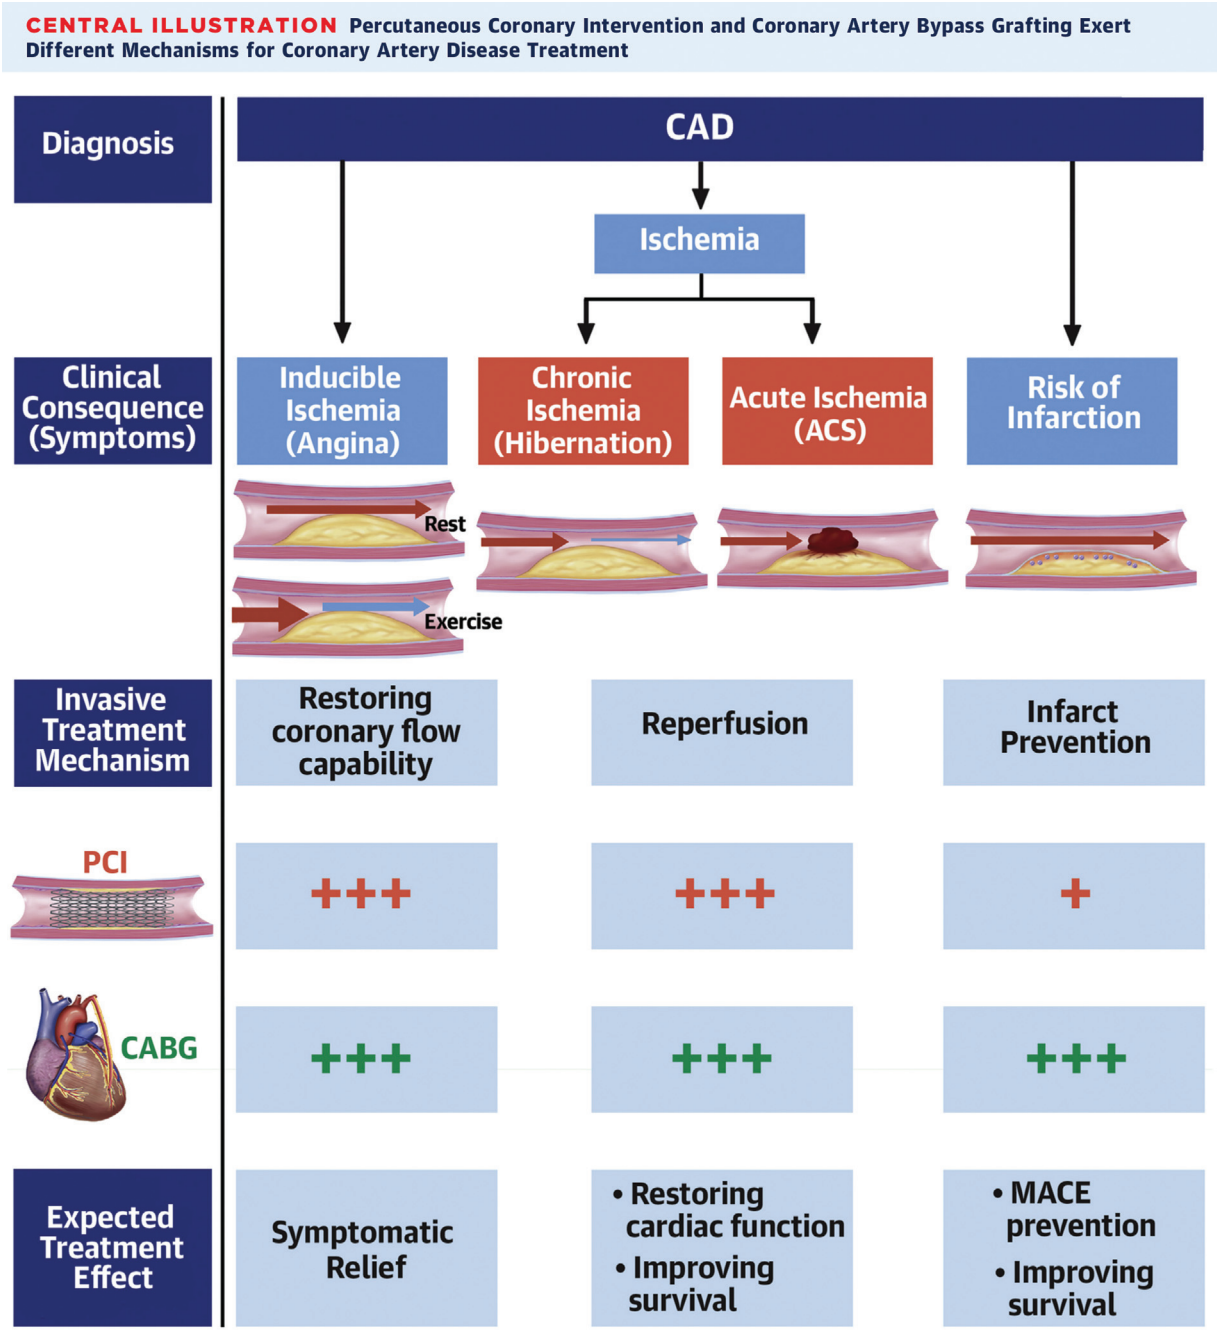 CENTRAL ILLUSTRATION Percutaneous Coronary Intervention and Coronary Artery Bypass Grafting Exert
Different Mechanisms for Coronary Artery Disease Treatment
Diagnosis
CAD
Ischemia
Clinical
Consequence
(Symptoms)
Inducible
Ischemia
(Angina)
Chronic
Ischemia
(Hibernation)
Acute Ischemia
(ACS)
Risk of
Infarction
Rest
Exercise
Invasive
Treatment
Mechanism
Restoring
coronary flow
capability
Reperfusion
Infarct
Prevention
PCI
+++
+++
+
CABG
+++
+++
+++
Expected
Treatment
Effect
Symptomatic
Relief
• Restoring
cardiac function
• Improving
survival
• MACE
prevention
• Improving
survival